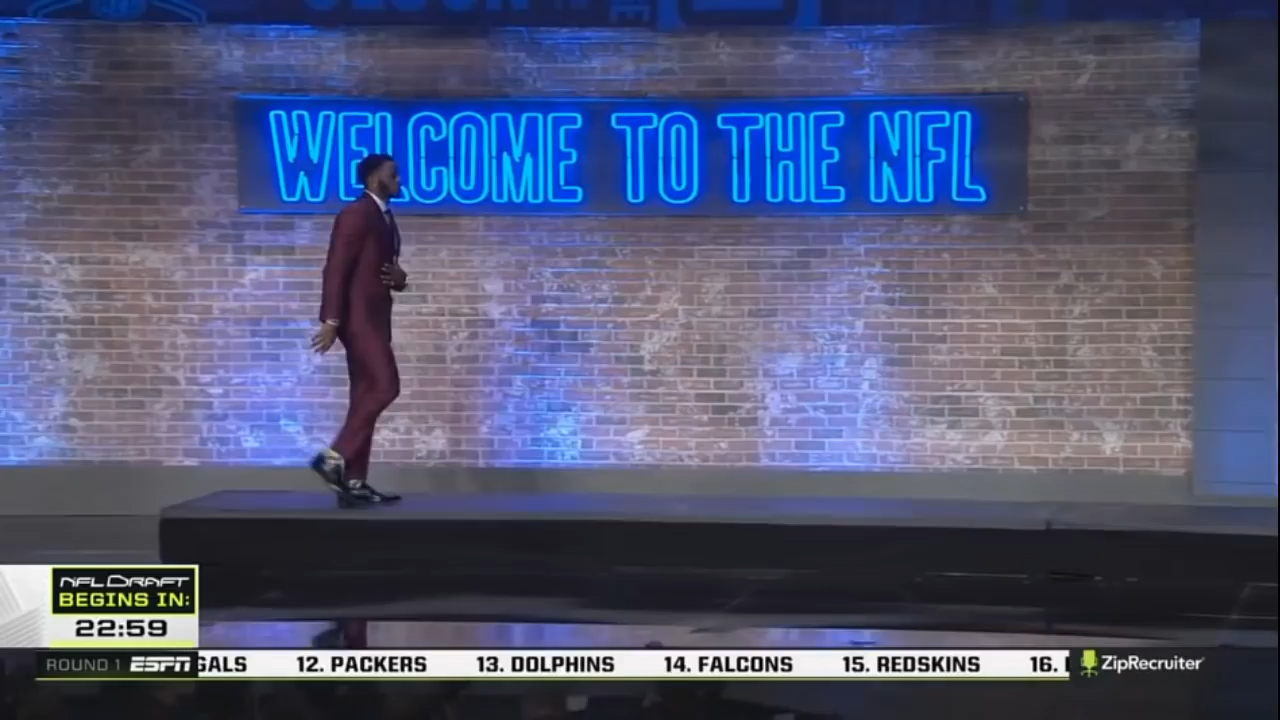 WELCOME TO THE NFL
NFL DRAFT
BEGINS IN:
22:59
ROUND 1 ESPN GALS 12. PACKERS 13. DOLPHINS 14. FALCONS 15. REDSKINS 16. ZipRecruiter